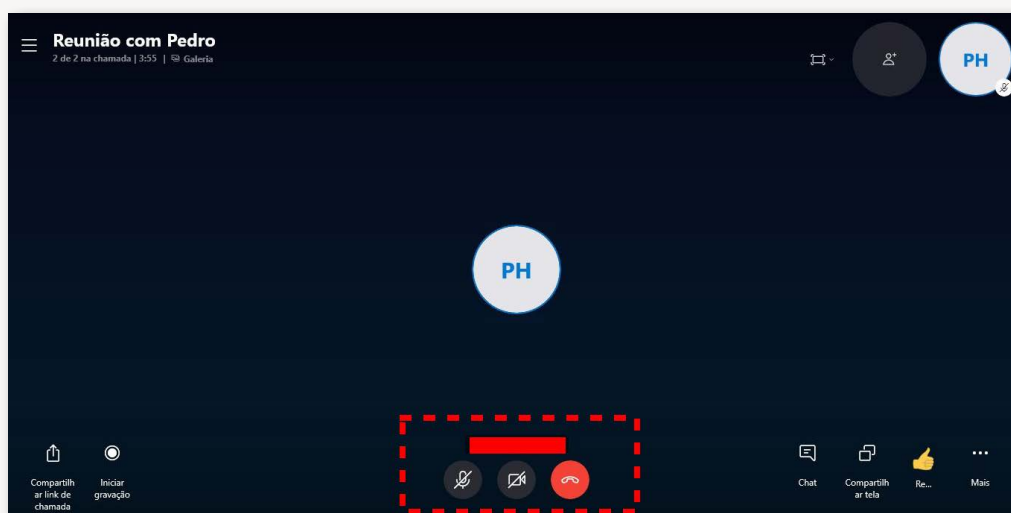 Reunião com Pedro
2 de 2 na chamada | 3:55 | Galeria
PH
PH
Compartilh
ar link de
chamada
Iniciar
gravação
Chat
Compartilh
ar tela
Re...
Mais